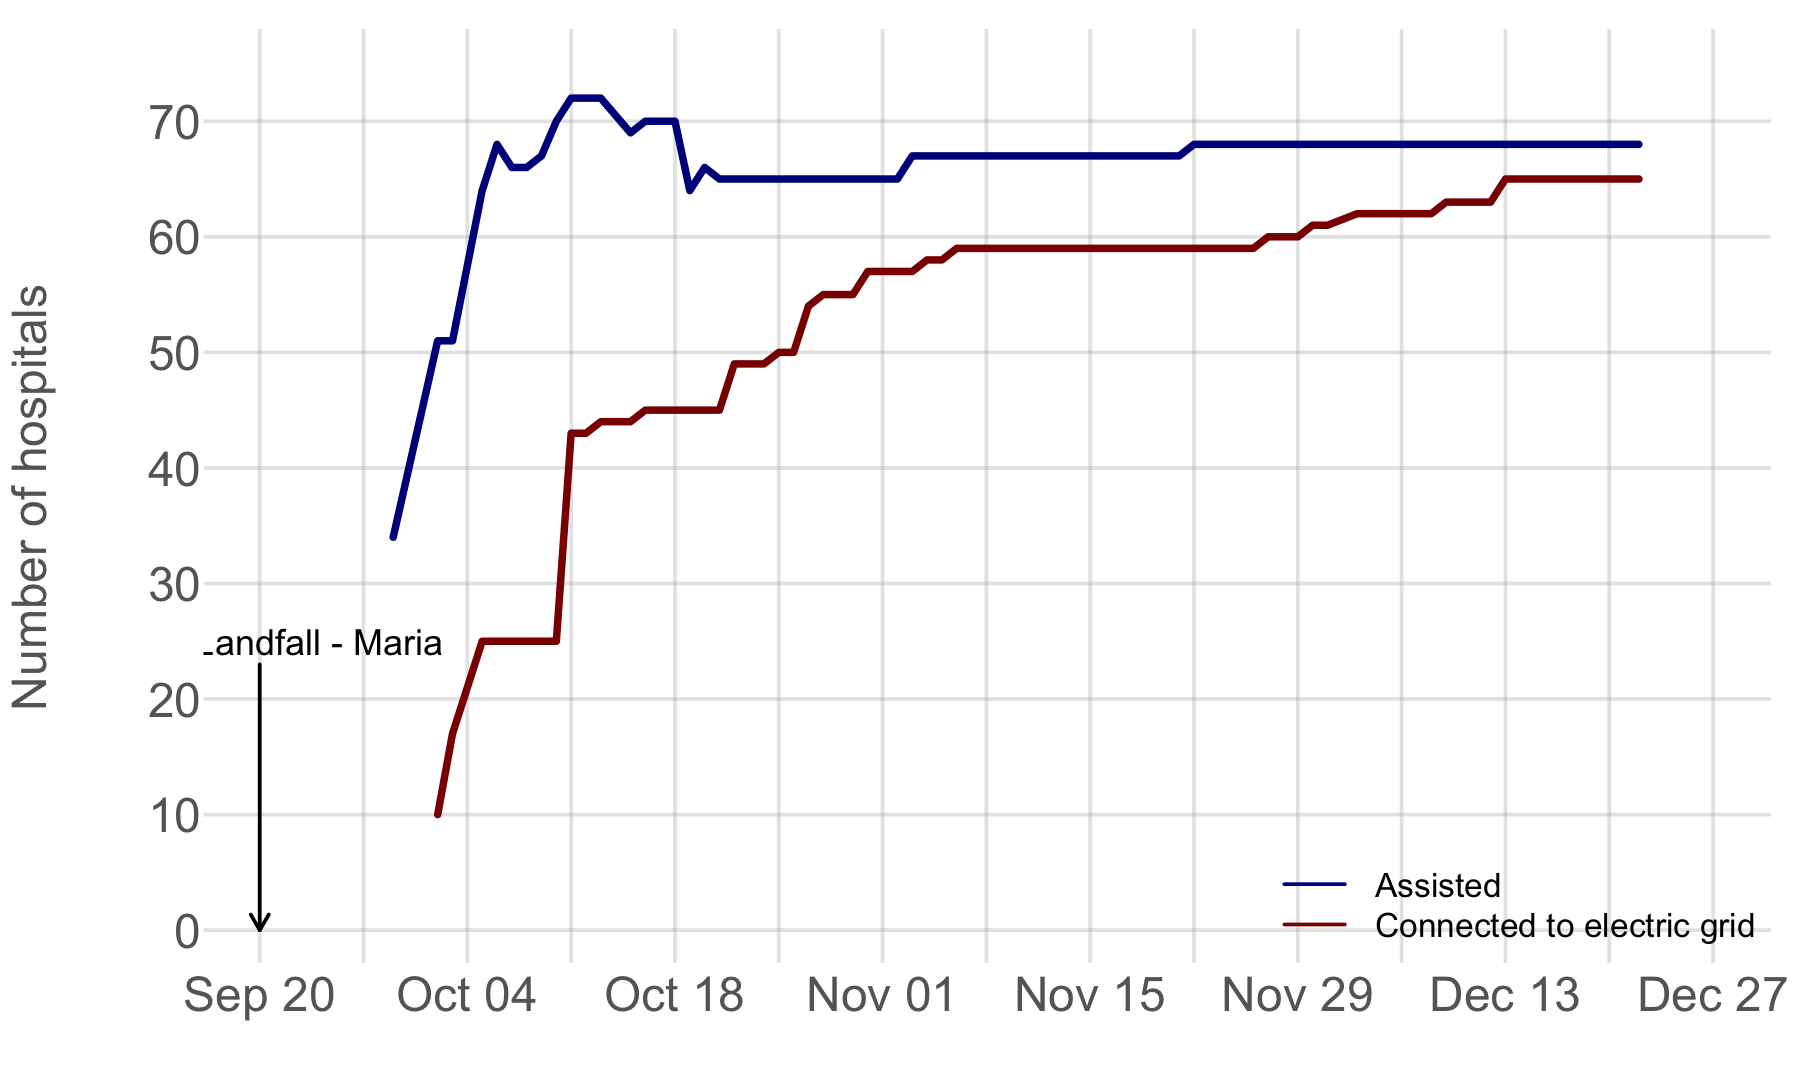 Number of hospitals
70
60
50
40
30
20
10
0
Landfall - Maria
Assisted
Connected to electric grid
Sep 20
Oct 04
Oct 18
Nov 01
Nov 15
Nov 29
Dec 13
Dec 27